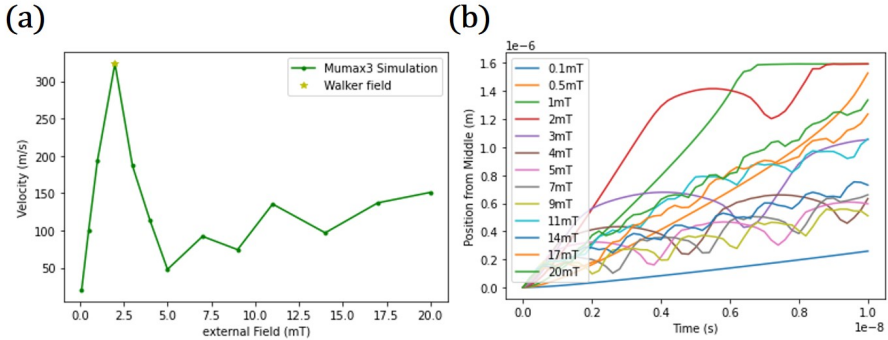 (a)
Mumax3 Simulation
Walker field
Velocity (m/s)
300
250
200
150
100
50
0.0 2.5 5.0 7.5 10.0 12.5 15.0 17.5 20.0
external Field (mT)
(b)
1e−6
Position from Middle (m)
1.6
1.4
1.2
1.0
0.8
0.6
0.4
0.2
0.0
0.1mT
0.5mT
1mT
2mT
3mT
4mT
5mT
7mT
9mT
11mT
14mT
17mT
20mT
0.0 0.2 0.4 0.6 0.8 1.0
Time (s)
1e−8